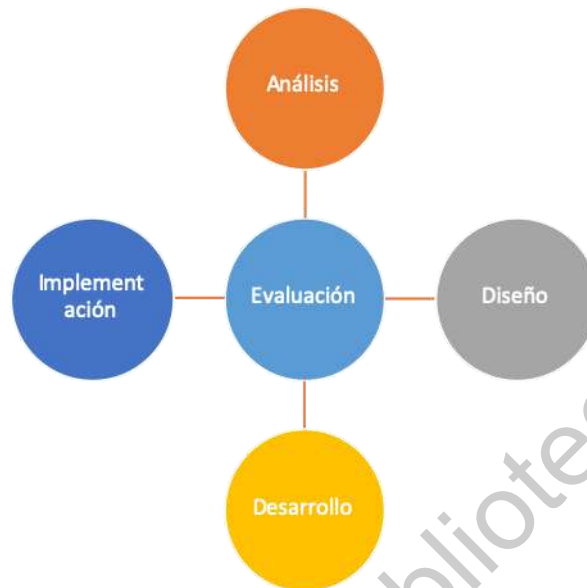 Análisis
Implement
ación
Evaluación
Diseño
Desarrollo